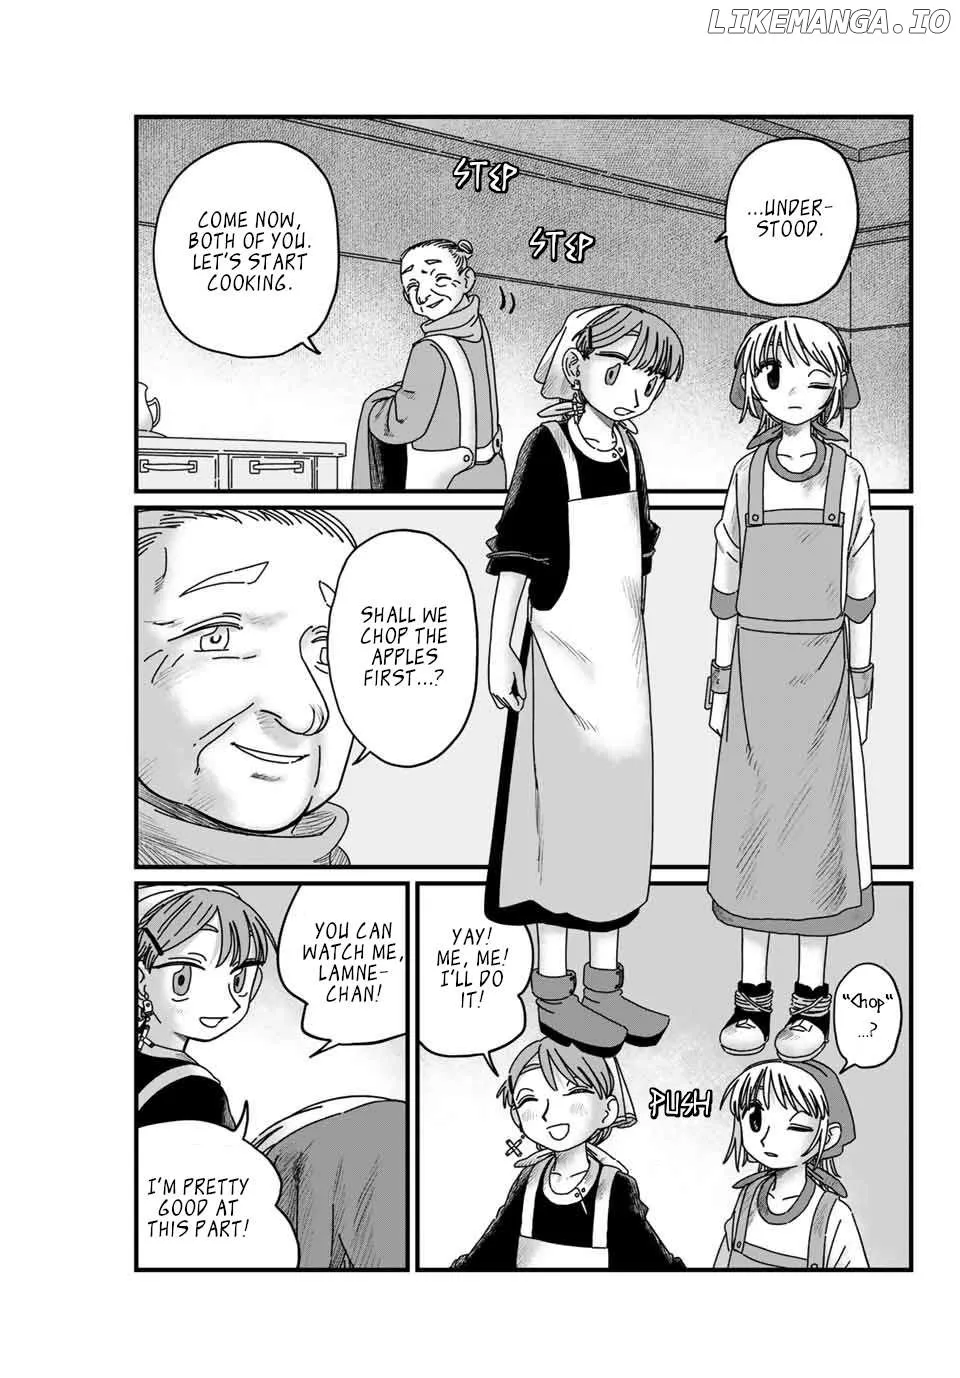 LIKEMANGA.IO
...UNDER-
STOOD.
STEP
STEP
COME NOW,
BOTH OF YOU.
LET'S START
COOKING.
SHALL WE
CHOP THE
APPLES
FIRST...?
"Chop"
...?
PUSH
YAY!
ME, ME!
I'LL DO
IT!
YOU CAN
WATCH ME,
LAMNE-
CHAN!
I'M PRETTY
GOOD AT
THIS PART!